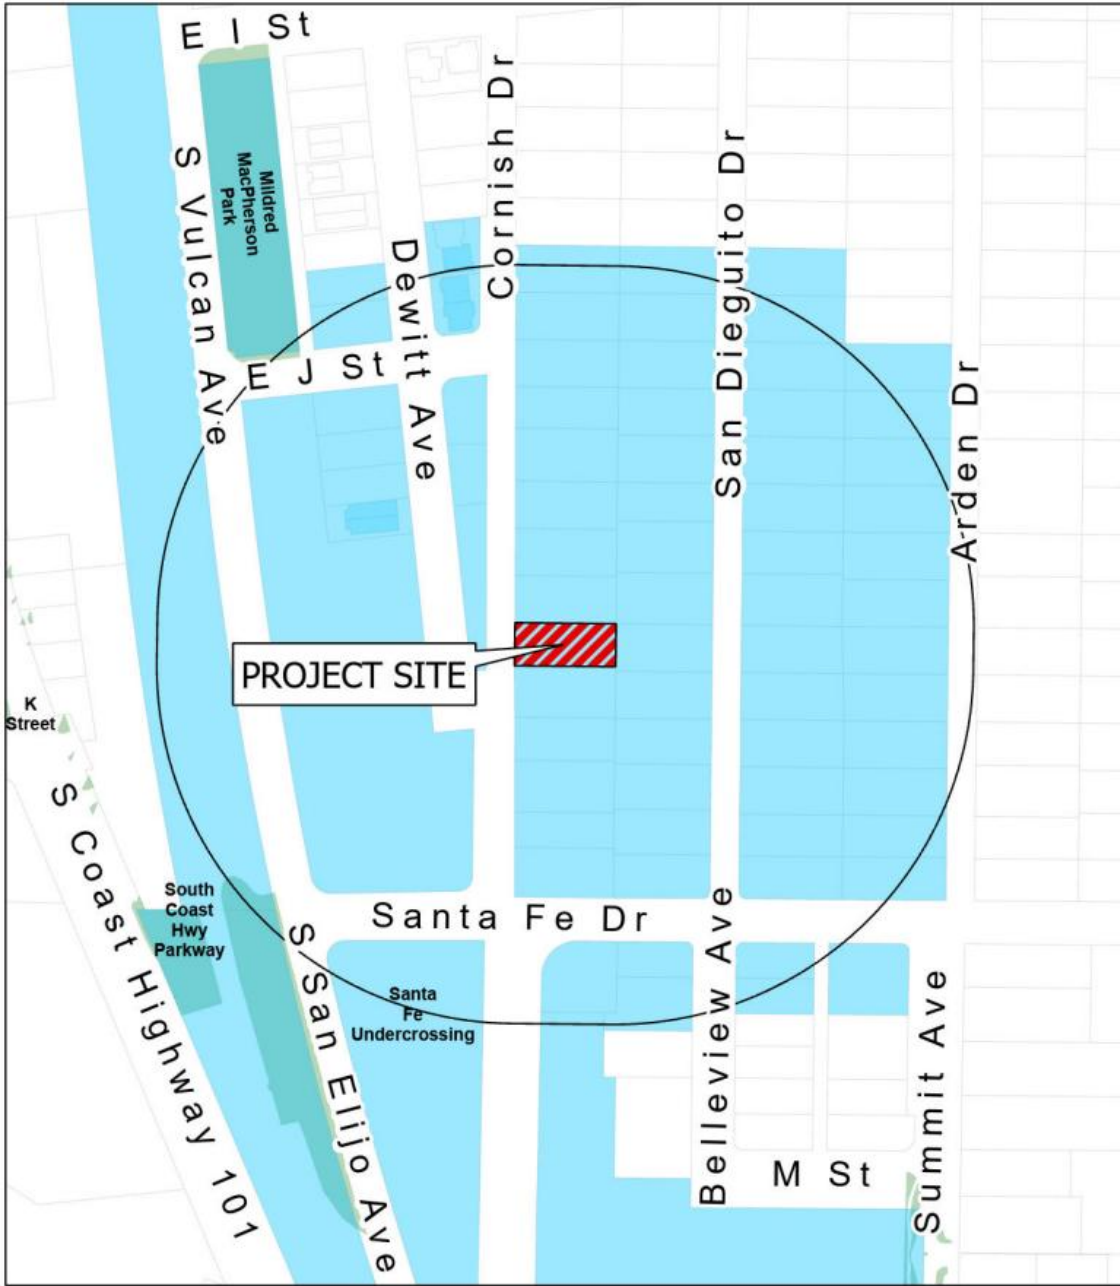 E I St
Cornish Dr
S Vulcan Ave
Mildred
MacPherson
Park
San Dieguito Dr
Dewitt Ave
E J St
Arden Dr
PROJECT SITE
K
Street
S Coast Highway 101
South
Coast
Hwy
Parkway
Santa Fe Dr
S San Elijo Ave
Santa
Fe
Undercrossing
Belleview Ave
Summit Ave
M St